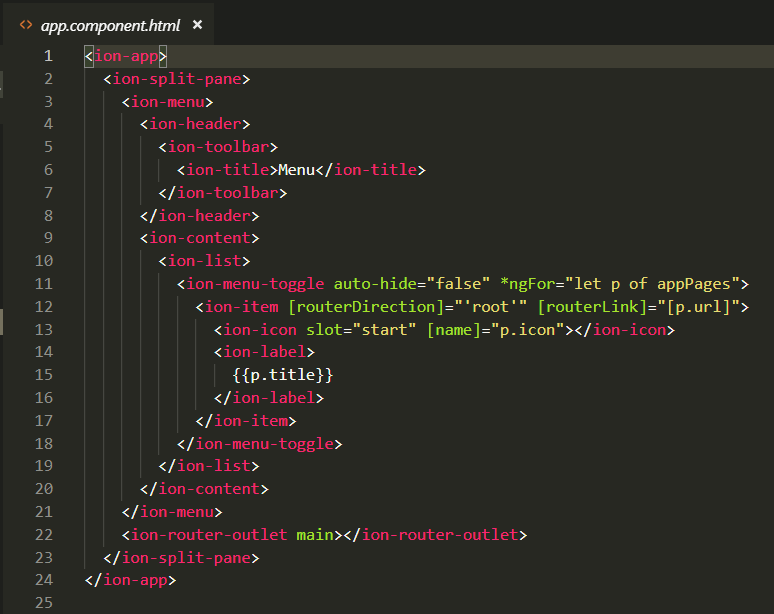 <> app.component.html ×
1 <ion-app>
2   <ion-split-pane>
3     <ion-menu>
4       <ion-header>
5         <ion-toolbar>
6           <ion-title>Menu</ion-title>
7         </ion-toolbar>
8       </ion-header>
9       <ion-content>
10         <ion-list>
11           <ion-menu-toggle auto-hide="false" *ngFor="let p of appPages">
12             <ion-item [routerDirection]="'root'" [routerLink]="[p.url]">
13               <ion-icon slot="start" [name]="p.icon"></ion-icon>
14               <ion-label>
15                 {{p.title}}
16               </ion-label>
17             </ion-item>
18           </ion-menu-toggle>
19         </ion-list>
20       </ion-content>
21     </ion-menu>
22     <ion-router-outlet main></ion-router-outlet>
23   </ion-split-pane>
24 </ion-app>
25